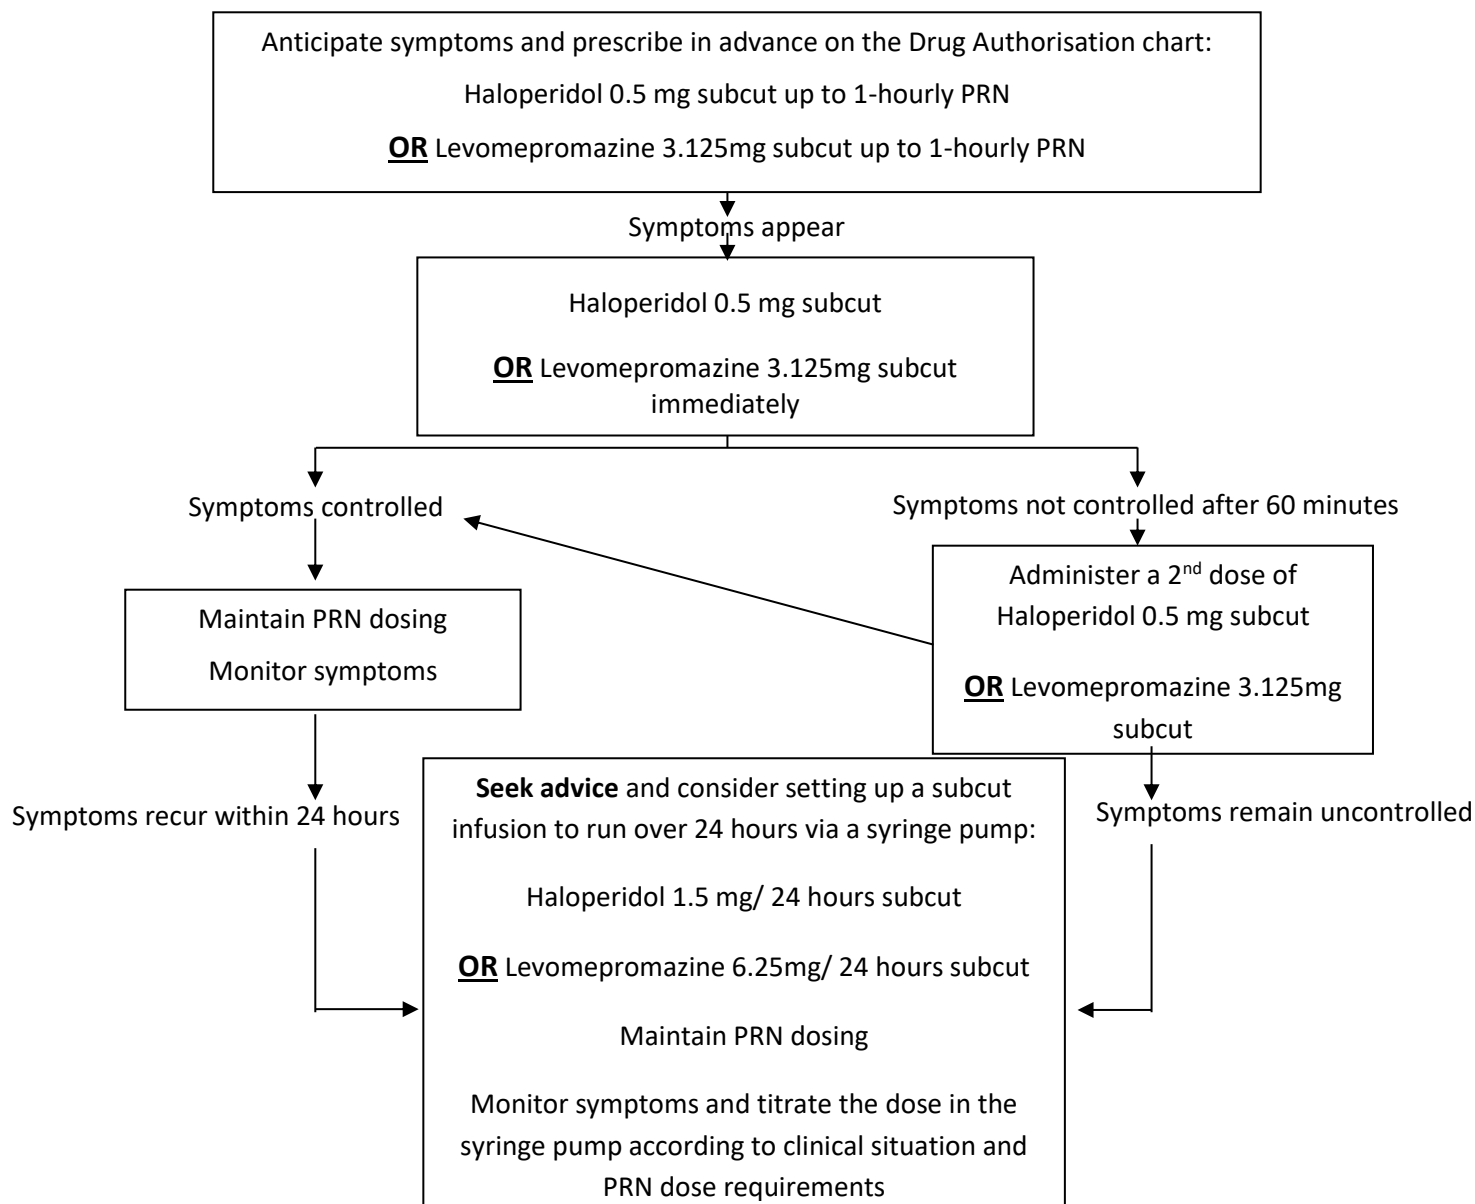 Anticipate symptoms and prescribe in advance on the Drug Authorisation chart:
Haloperidol 0.5 mg subcut up to 1-hourly PRN
OR Levomepromazine 3.125mg subcut up to 1-hourly PRN
Symptoms appear
Haloperidol 0.5 mg subcut
OR Levomepromazine 3.125mg subcut
immediately
Symptoms controlled
Symptoms not controlled after 60 minutes
Maintain PRN dosing
Monitor symptoms
Administer a 2nd dose of
Haloperidol 0.5 mg subcut
OR Levomepromazine 3.125mg
subcut
Symptoms recur within 24 hours
Symptoms remain uncontrolled
Seek advice and consider setting up a subcut
infusion to run over 24 hours via a syringe pump:
Haloperidol 1.5 mg/ 24 hours subcut
OR Levomepromazine 6.25mg/ 24 hours subcut
Maintain PRN dosing
Monitor symptoms and titrate the dose in the
syringe pump according to clinical situation and
PRN dose requirements